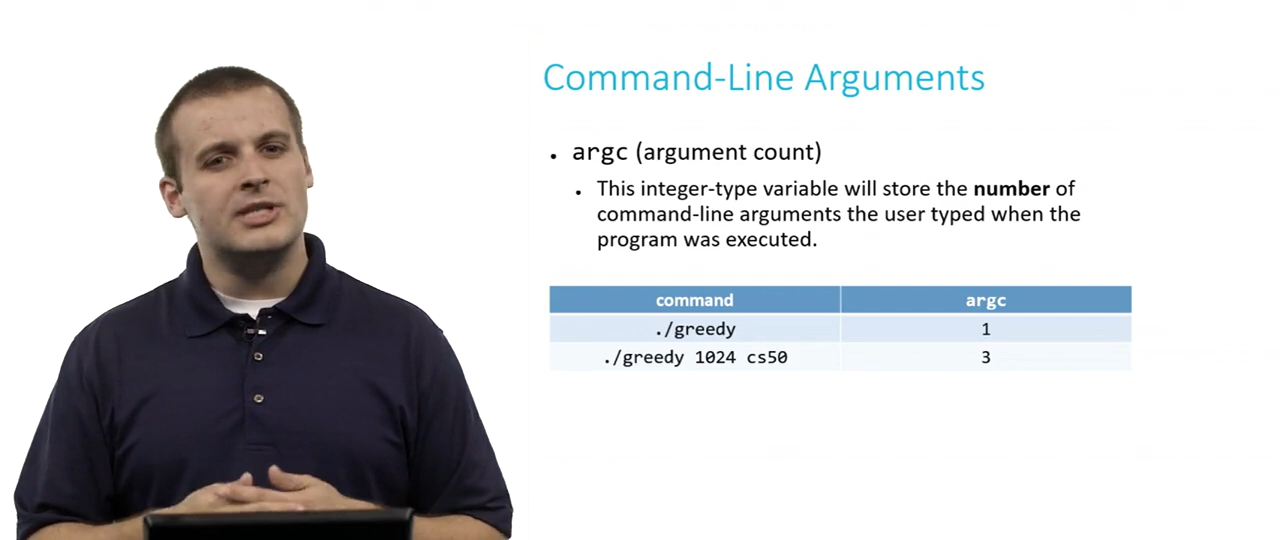 Command-Line Arguments
• argc (argument count)
• This integer-type variable will store the number of
command-line arguments the user typed when the
program was executed.
command argc
./greedy 1
./greedy 1024 cs50 3